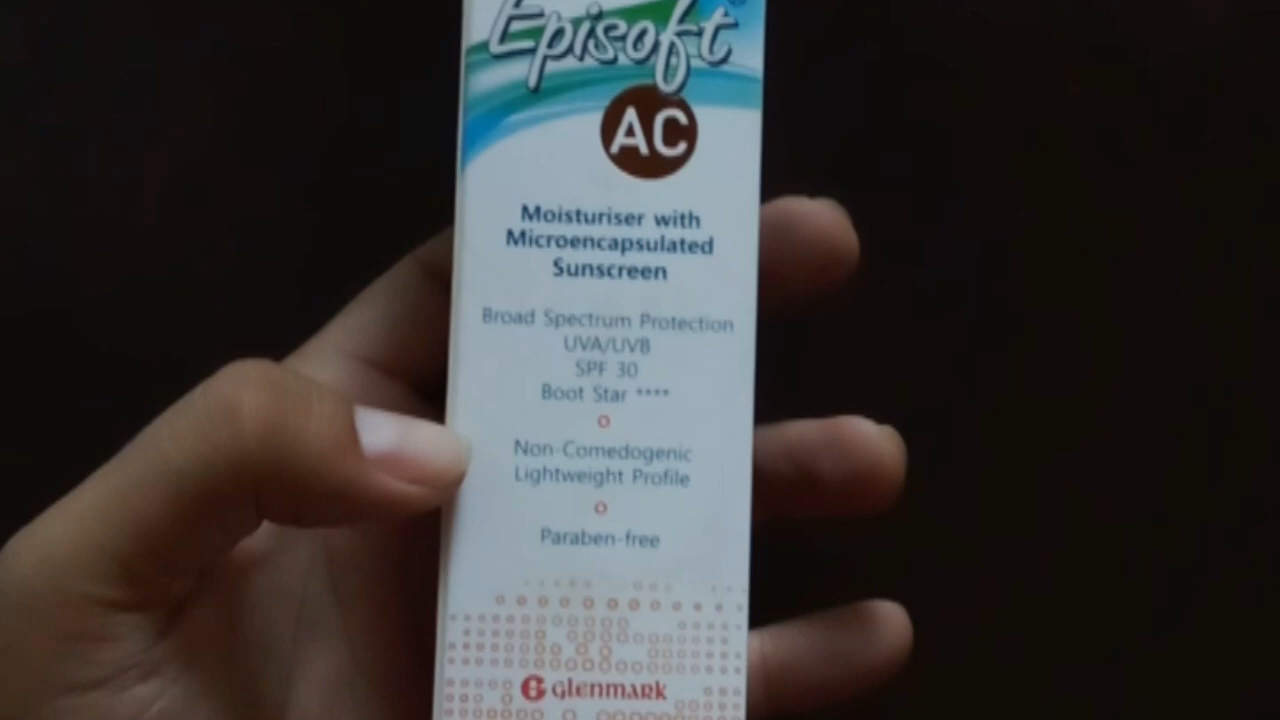 Episoft
AC
Moisturiser with
Microencapsulated
Sunscreen
Broad Spectrum Protection
UVA/UVB
SPF 30
Boot Star ****
Non-Comedogenic
Lightweight Profile
Paraben-free
G glenmark